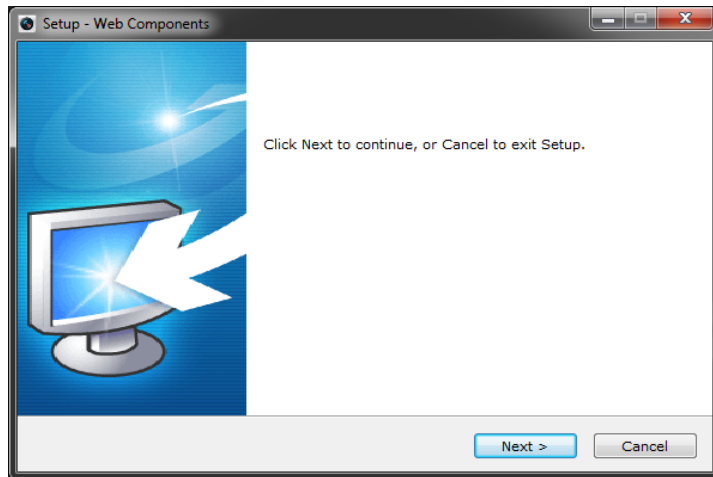 Setup - Web Components
Click Next to continue, or Cancel to exit Setup.
Next >
Cancel